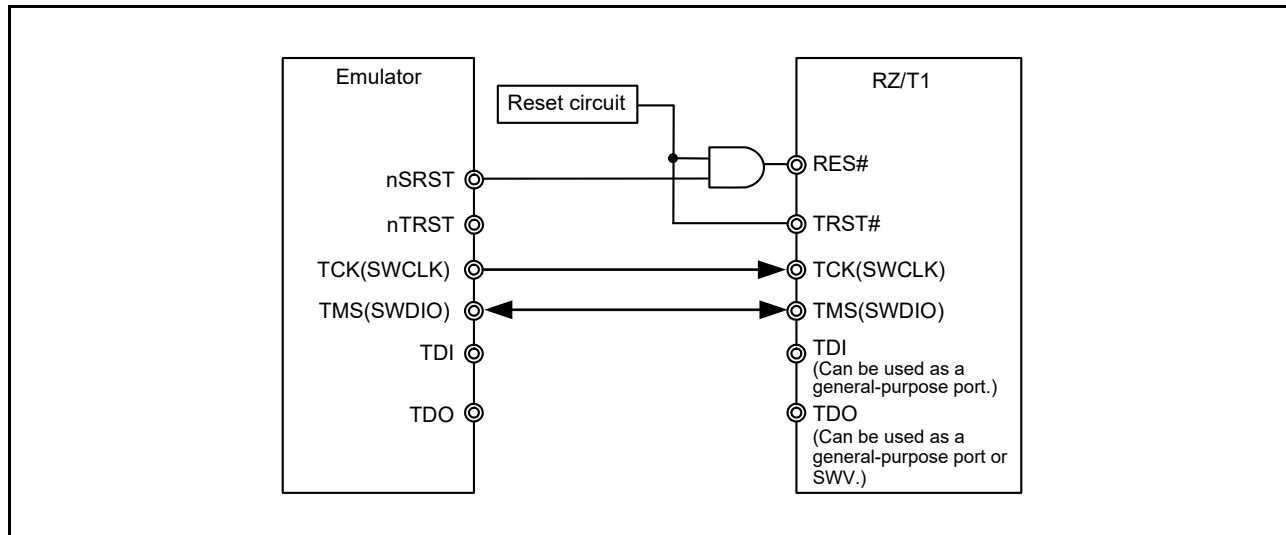 Emulator
nSRST
nTRST
TCK(SWCLK)
TMS(SWDIO)
TDI
TDO
Reset circuit
RZ/T1
RES#
TRST#
TCK(SWCLK)
TMS(SWDIO)
TDI
(Can be used as a
general-purpose port.)
TDO
(Can be used as a
general-purpose port or
SWV.)